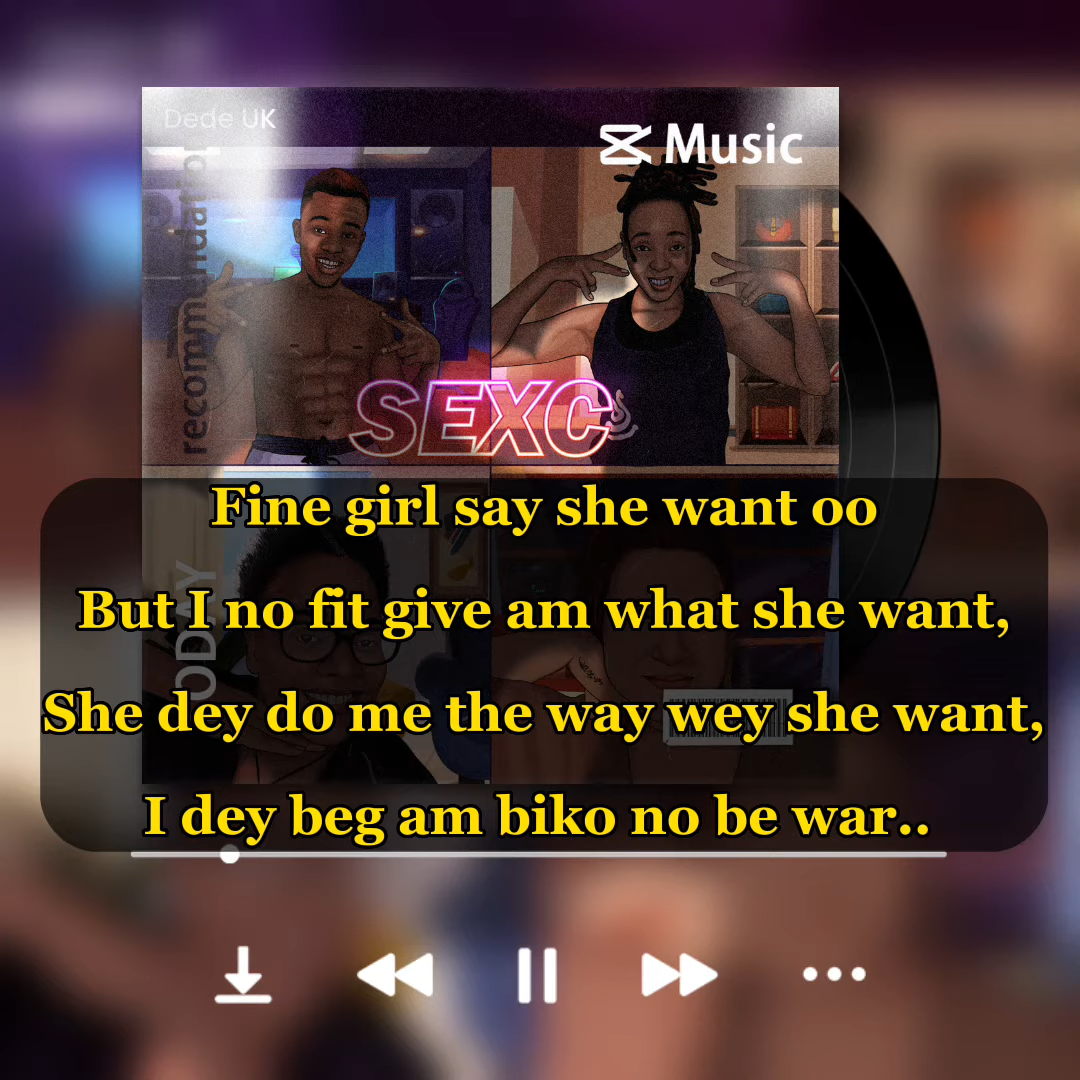 Dede UK
Music
SEXC
Fine girl say she want oo
But I no fit give am what she want,
She dey do me the way wey she want,
I dey beg am biko no be war..